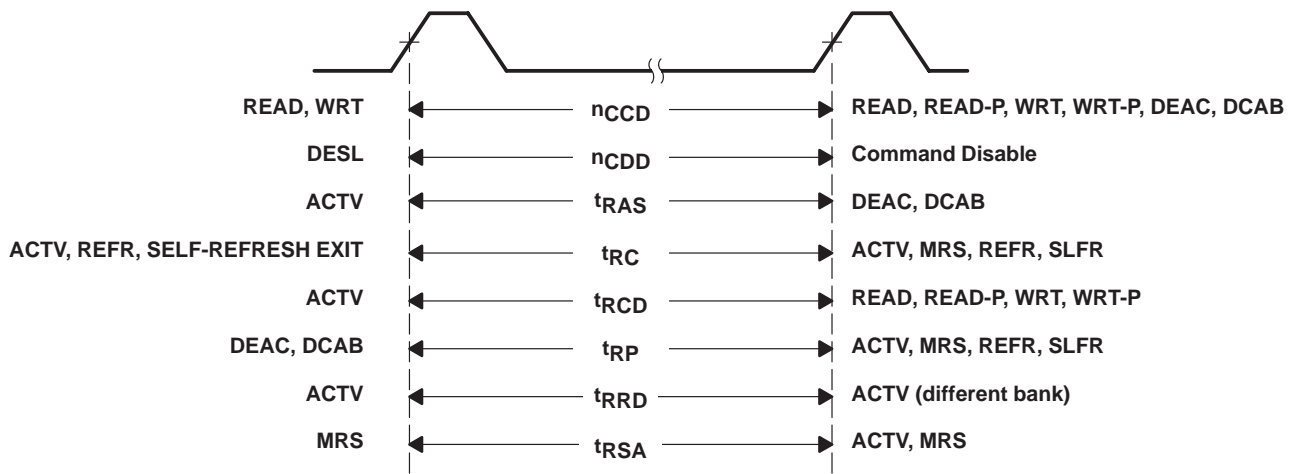 READ, WRT nCCD READ, READ-P, WRT, WRT-P, DEAC, DCAB
DESL nCDD Command Disable
ACTV tRAS DEAC, DCAB
ACTV, REFR, SELF-REFRESH EXIT tRC ACTV, MRS, REFR, SLFR
ACTV tRCD READ, READ-P, WRT, WRT-P
DEAC, DCAB tRP ACTV, MRS, REFR, SLFR
ACTV tRRD ACTV (different bank)
MRS tRSA ACTV, MRS